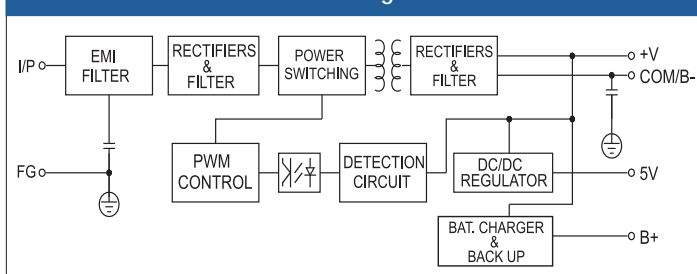 I/P
EMI
FILTER
RECTIFIERS
&
FILTER
POWER
SWITCHING
RECTIFIERS
&
FILTER
+V
COM/B-
FG
PWM
CONTROL
DETECTION
CIRCUIT
DC/DC
REGULATOR
5V
BAT. CHARGER
&
BACK UP
B+